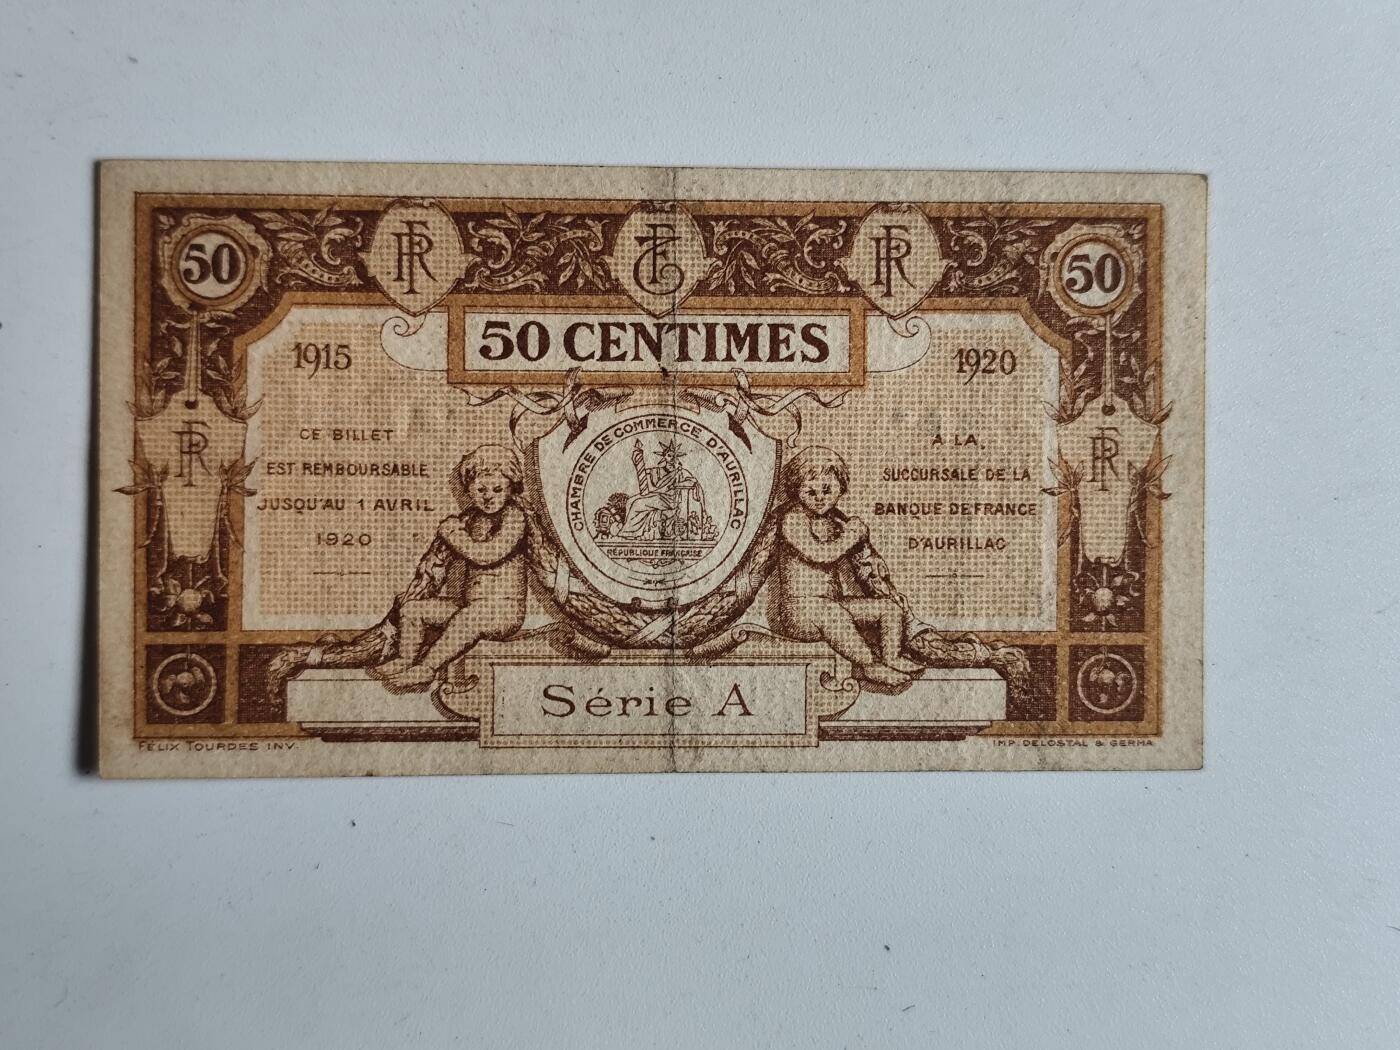 RF
FT
RF
50
50
50 CENTIMES
1915
1920
CE BILLET
EST REMBOURSABLE
JUSQU'AU 1 AVRIL
1920
CHAMBRE DE COMMERCE D'AURILLAC
RÉPUBLIQUE FRANÇAISE
A LA
SUCCURSALE DE LA
BANQUE DE FRANCE
D'AURILLAC
RF
RF
Série A
FÉLIX TOURDES INV.
IMP. DELOSTAL & GERMA